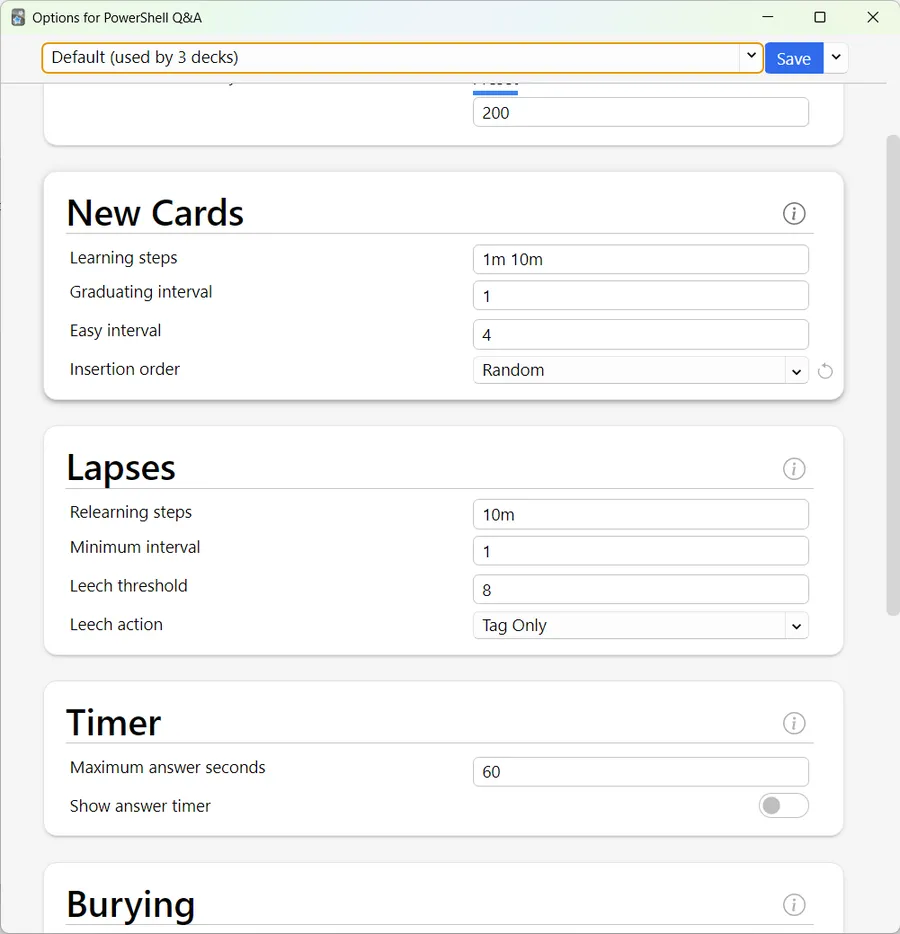 Options for PowerShell Q&A
Default (used by 3 decks)
Save
200
New Cards
Learning steps
1m 10m
Graduating interval
1
Easy interval
4
Insertion order
Random
Lapses
Relearning steps
10m
Minimum interval
1
Leech threshold
8
Leech action
Tag Only
Timer
Maximum answer seconds
60
Show answer timer
Burying